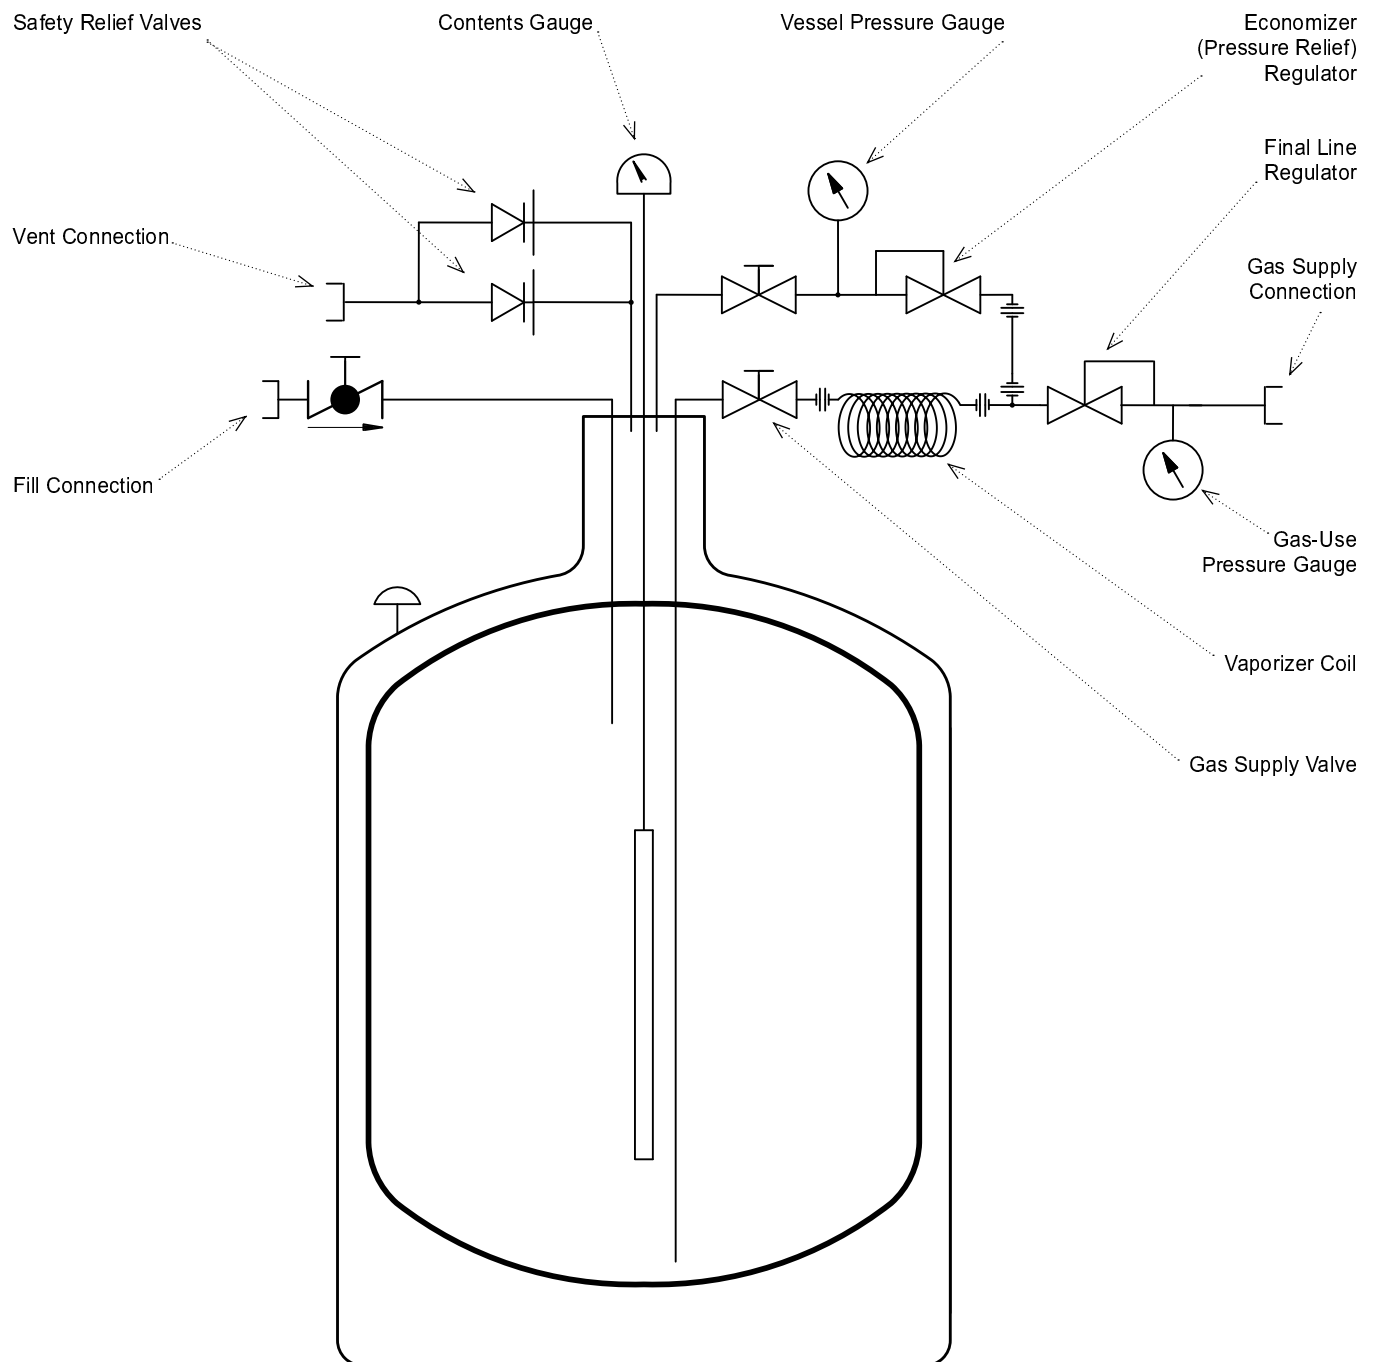 Safety Relief Valves
Contents Gauge
Vessel Pressure Gauge
Economizer
(Pressure Relief)
Regulator
Final Line
Regulator
Vent Connection
Gas Supply
Connection
Fill Connection
Gas-Use
Pressure Gauge
Vaporizer Coil
Gas Supply Valve